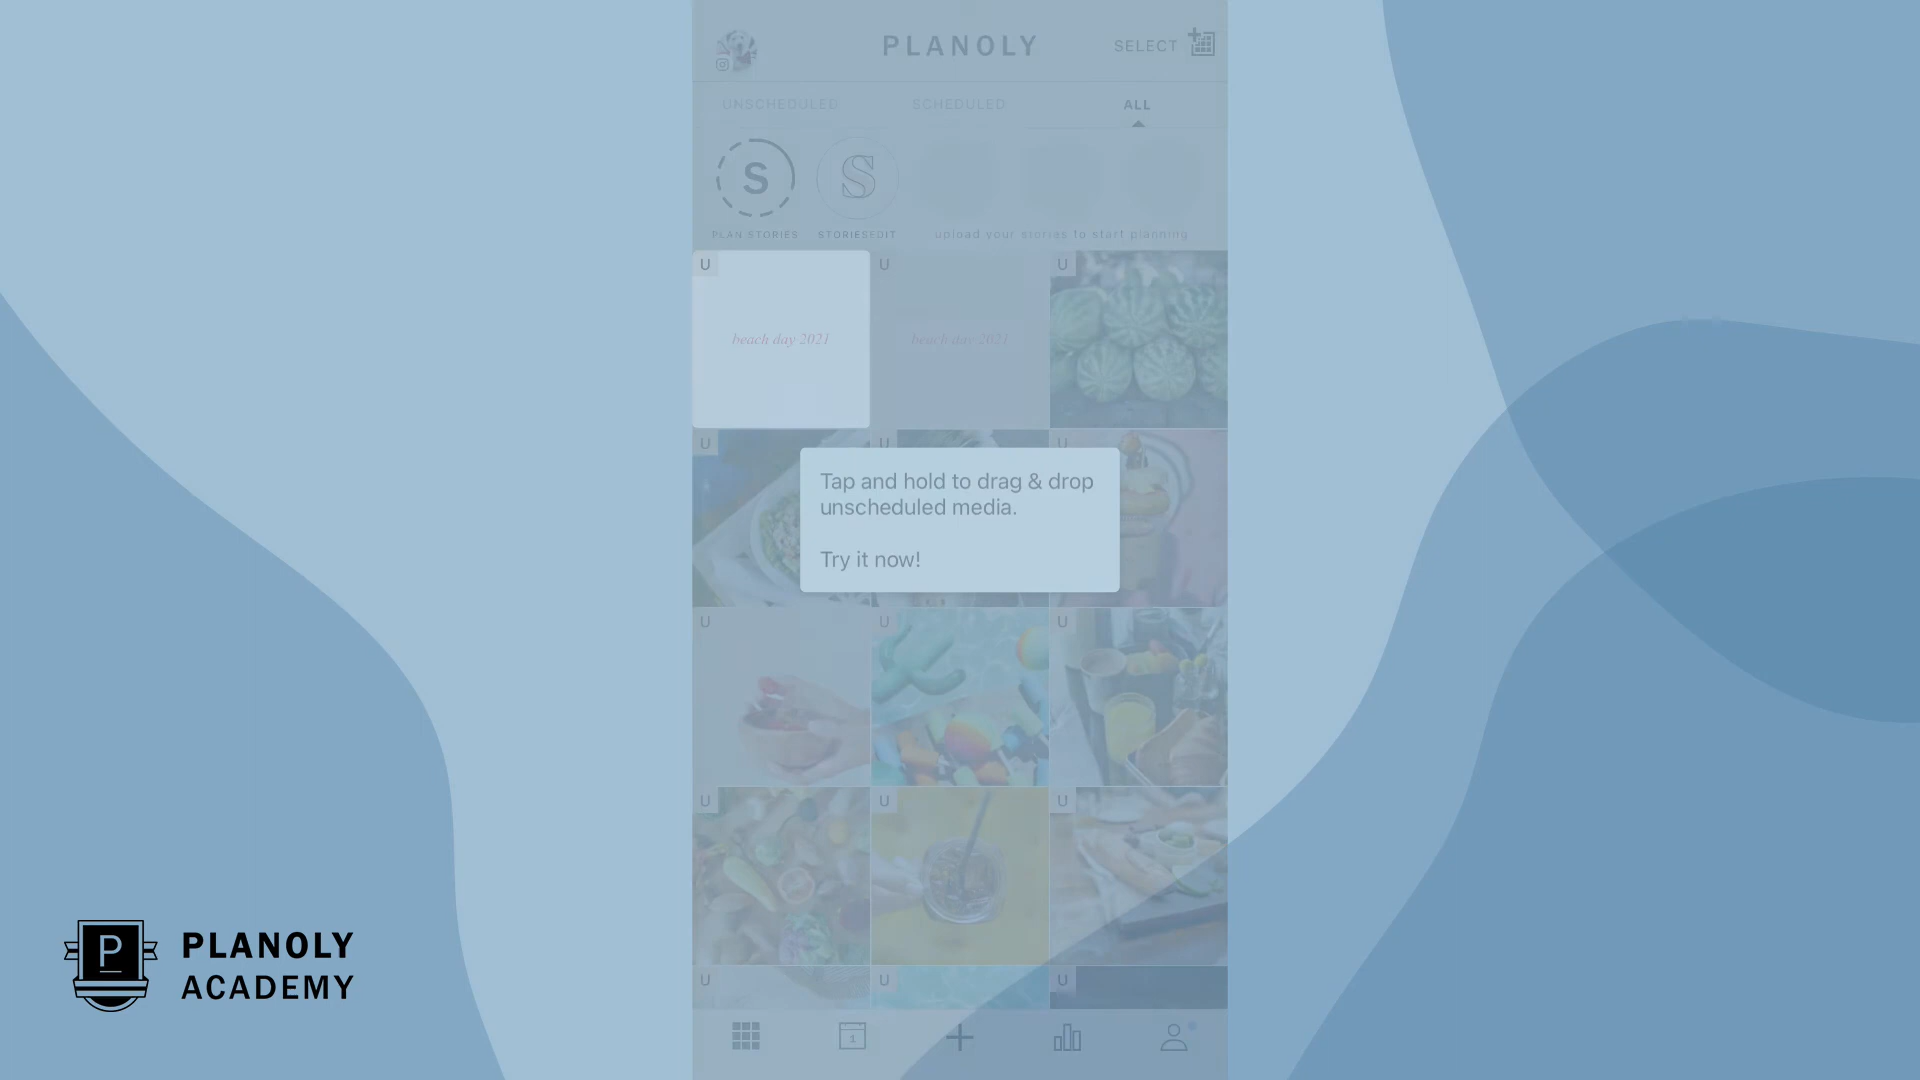 PLANOLY
SELECT
UNSCHEDULED
SCHEDULED
ALL
S
S
PLAN STORIES
STORIESEDIT
upload your stories to start planning
U
U
U
beach day 2021
beach day 2021
U
U
U
Tap and hold to drag & drop
unscheduled media.
Try it now!
U
U
U
U
U
U
U
U
U
1
P
PLANOLY
ACADEMY